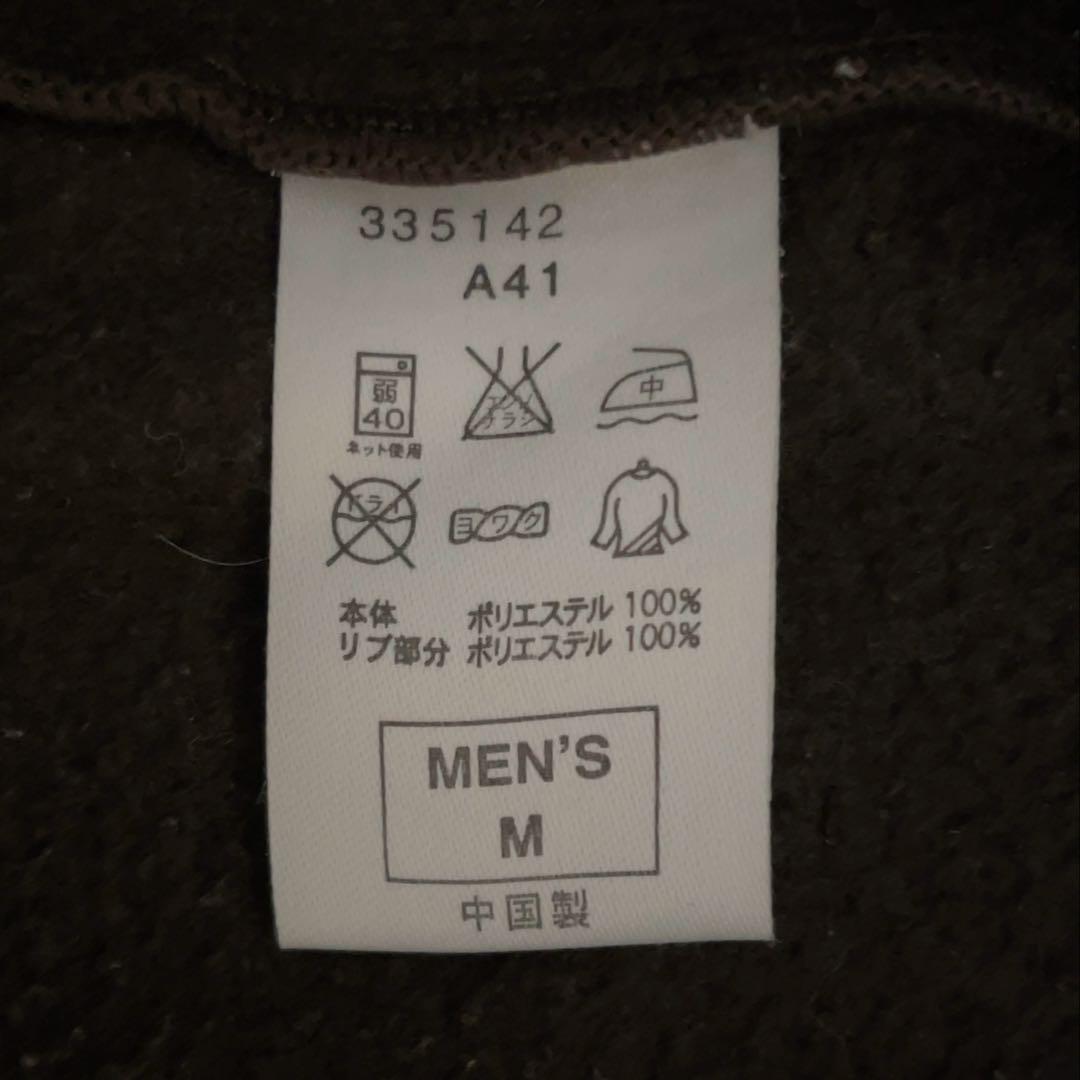 335142
A41
弱
40
ネット使用
エンソ
サラシ
中
ドライ
ヨワク
本体 ポリエステル 100%
リブ部分 ポリエステル 100%
MEN'S
M
中国製